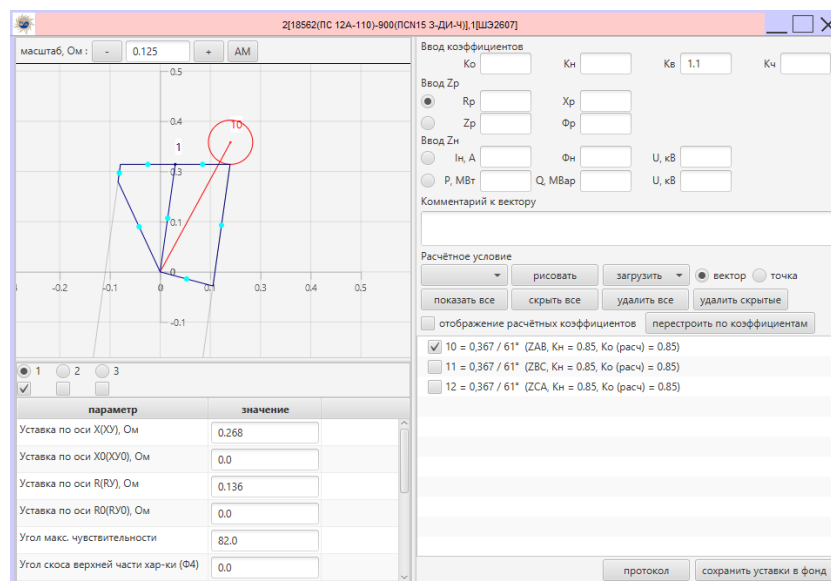 2[18562(ПС 12А-110)-900(ПСN15 3-ДИ-Ч)],1[ШЭ2607]
масштаб, Ом : - 0.125 + АМ
0.5
0.4
10
1
0.3
0.1
-0.2 -0.1 0 0 0.1 0.2 0.3 0.4 0.5
-0.1
1 2 3
параметр значение
Уставка по оси X(XУ), Ом 0.268
Уставка по оси X0(XУ0), Ом 0.0
Уставка по оси R(RУ), Ом 0.136
Уставка по оси R0(RУ0), Ом 0.0
Угол макс. чувствительности 82.0
Угол скоса верхней части хар-ки (Ф4) 0.0
Ввод коэффициентов
Ко Кн Кв 1.1 Кч
Ввод Zр
Rр Хр
Zр Фр
Ввод Zн
Iн, А Фн U, кВ
P, МВт Q, МВар U, кВ
Комментарий к вектору
Расчётное условие
рисовать загрузить вектор точка
показать все скрыть все удалить все удалить скрытые
отображение расчётных коэффициентов перестроить по коэффициентам
10 = 0,367 / 61° (ZAB, Кн = 0.85, Ко (расч) = 0.85)
11 = 0,367 / 61° (ZBC, Кн = 0.85, Ко (расч) = 0.85)
12 = 0,367 / 61° (ZCA, Кн = 0.85, Ко (расч) = 0.85)
протокол сохранить уставки в фонд